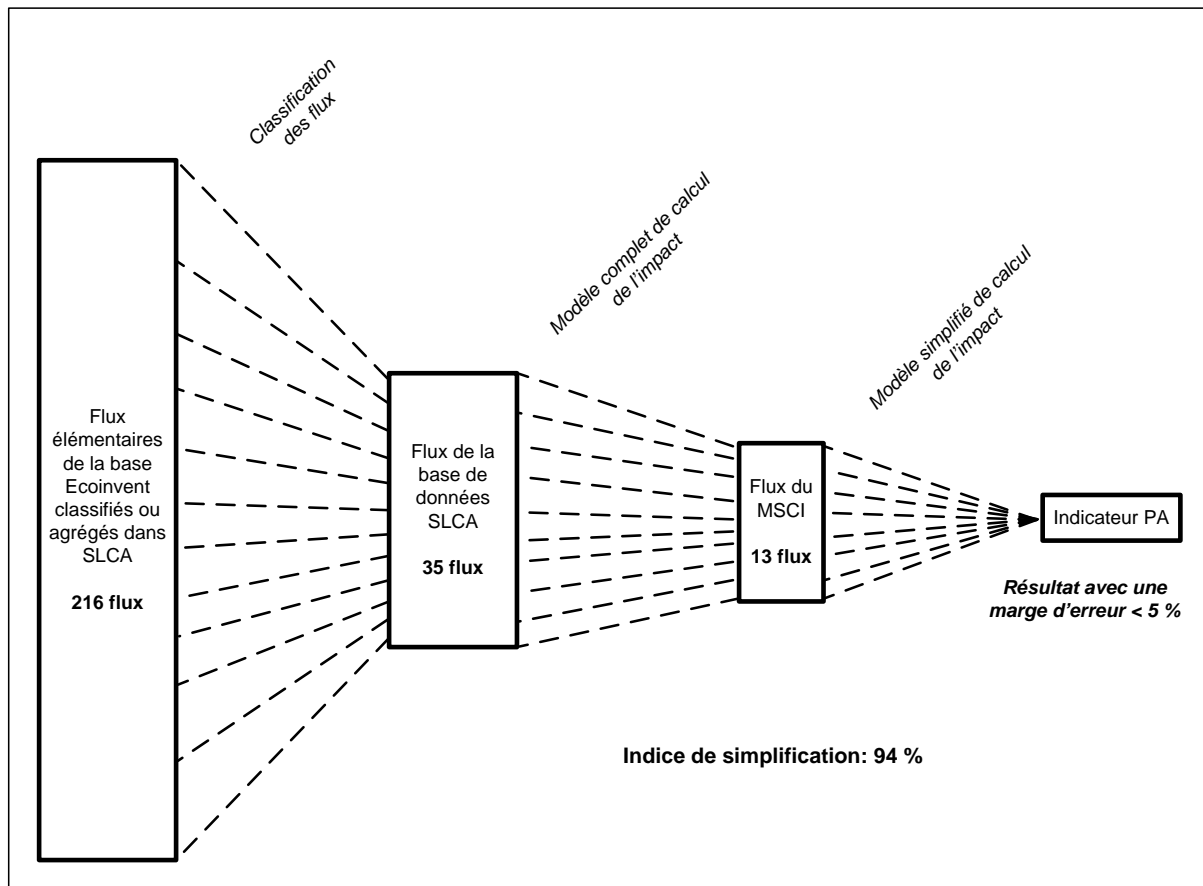 Classification
des flux
Modèle complet de calcul
de l'impact
Modèle simplifié de calcul
de l'impact
Flux
élémentaires
de la base
Ecoinvent
classifiés ou
agrégés dans
SLCA
216 flux
Flux de la
base de
données
SLCA
35 flux
Flux du
MSCI
13 flux
Indicateur PA
Résultat avec une
marge d'erreur < 5 %
Indice de simplification: 94 %